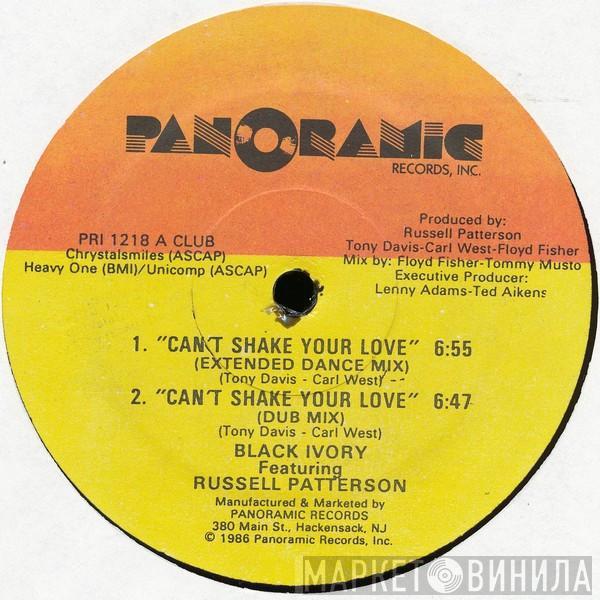 PANORAMIC
RECORDS, INC.
PRI 1218 A CLUB
Chrystalsmiles (ASCAP)
Heavy One (BMI)/Unicomp (ASCAP)
Produced by:
Russell Patterson
Tony Davis-Carl West-Floyd Fisher
Mix by: Floyd Fisher-Tommy Musto
Executive Producer:
Lenny Adams-Ted Aikens
1. "CAN'T SHAKE YOUR LOVE" 6:55
(EXTENDED DANCE MIX)
(Tony Davis - Carl West) --
2. "CAN'T SHAKE YOUR LOVE" 6:47
(DUB MIX)
(Tony Davis - Carl West)
BLACK IVORY
Featuring
RUSSELL PATTERSON
Manufactured & Marketed by
PANORAMIC RECORDS
380 Main St., Hackensack, NJ
© 1986 Panoramic Records, Inc.
МАРКЕТ ВИНИЛА